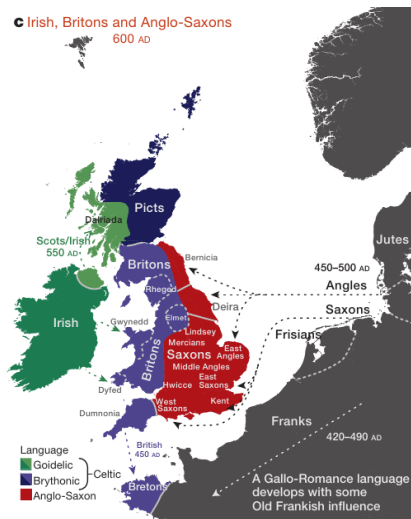 c Irish, Britons and Anglo-Saxons
600 AD
Picts
Dalriada
Scots/Irish
550 AD
Britons
Bernicia
Jutes
450–500 AD
Angles
Rheged
Deira
Saxons
Irish
Gwynedd
Elmet
Lindsey
Frisians
Mercians
Saxons
East
Angles
Britons
Middle Angles
East
Saxons
Hwicce
Dyfed
West
Saxons
Kent
Dumnonia
Franks
420–490 AD
British
450 AD
Language
Goidelic
Brythonic
Celtic
Anglo-Saxon
Bretons
A Gallo-Romance language
develops with some
Old Frankish influence